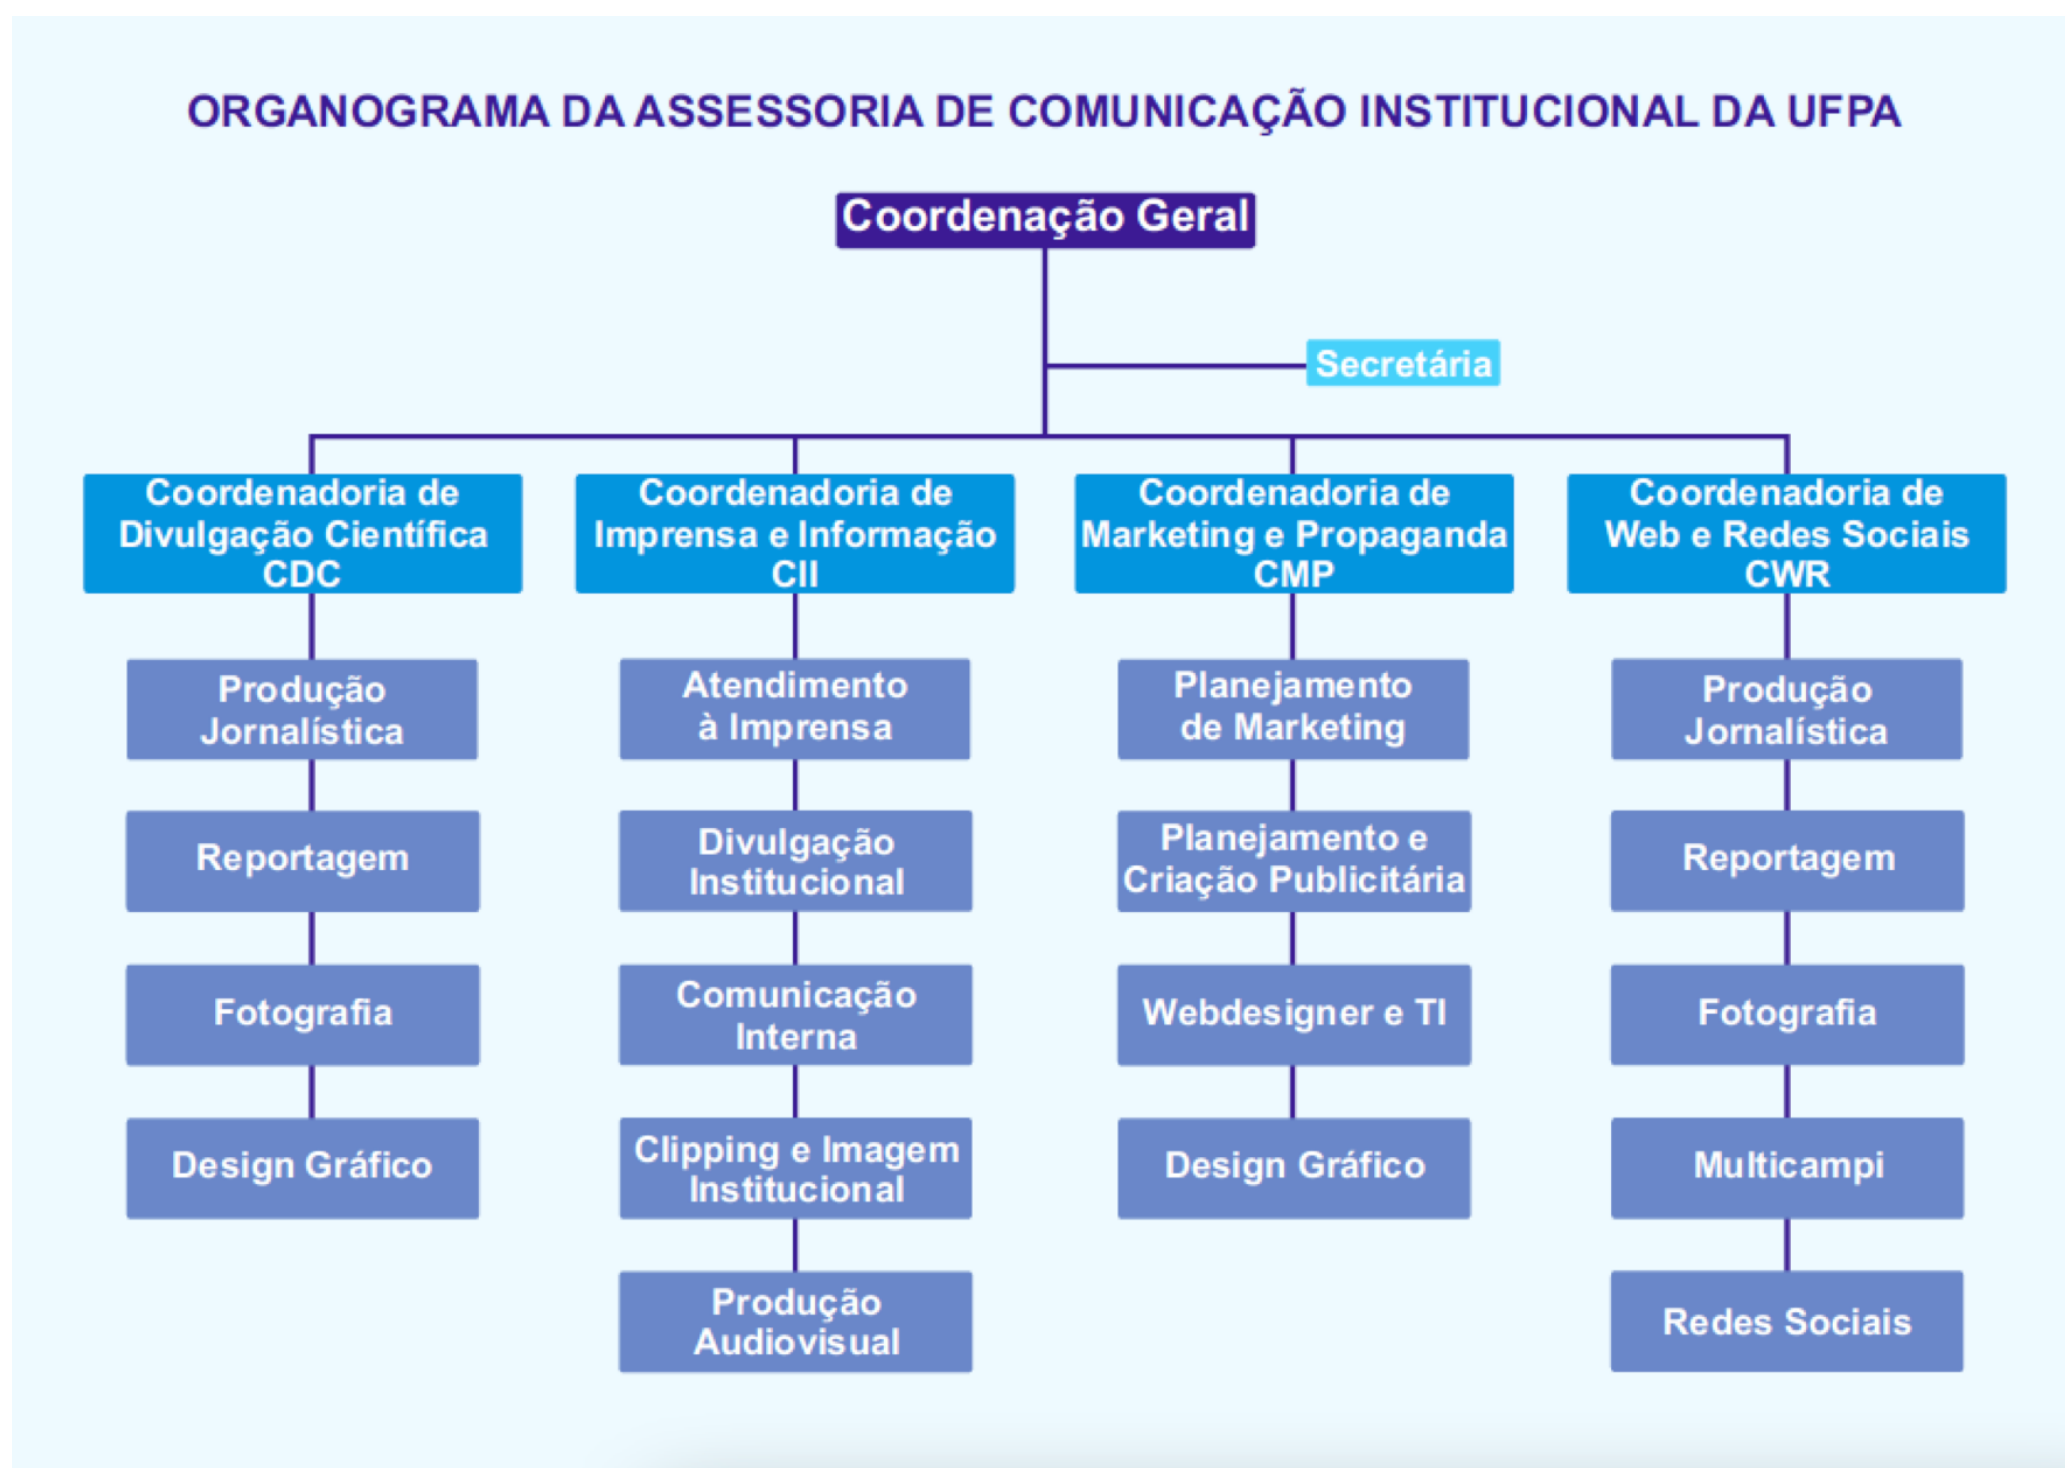 ORGANOGRAMA DA ASSESSORIA DE COMUNICAÇÃO INSTITUCIONAL DA UFPA
Coordenação Geral
Secretária
Coordenadoria de
Divulgação Científica
CDC
Produção
Jornalística
Reportagem
Fotografia
Design Gráfico
Coordenadoria de
Imprensa e Informação
CII
Atendimento
à Imprensa
Divulgação
Institucional
Comunicação
Interna
Clipping e Imagem
Institucional
Produção
Audiovisual
Coordenadoria de
Marketing e Propaganda
CMP
Planejamento
de Marketing
Planejamento e
Criação Publicitária
Webdesigner e TI
Design Gráfico
Coordenadoria de
Web e Redes Sociais
CWR
Produção
Jornalística
Reportagem
Fotografia
Multicampi
Redes Sociais